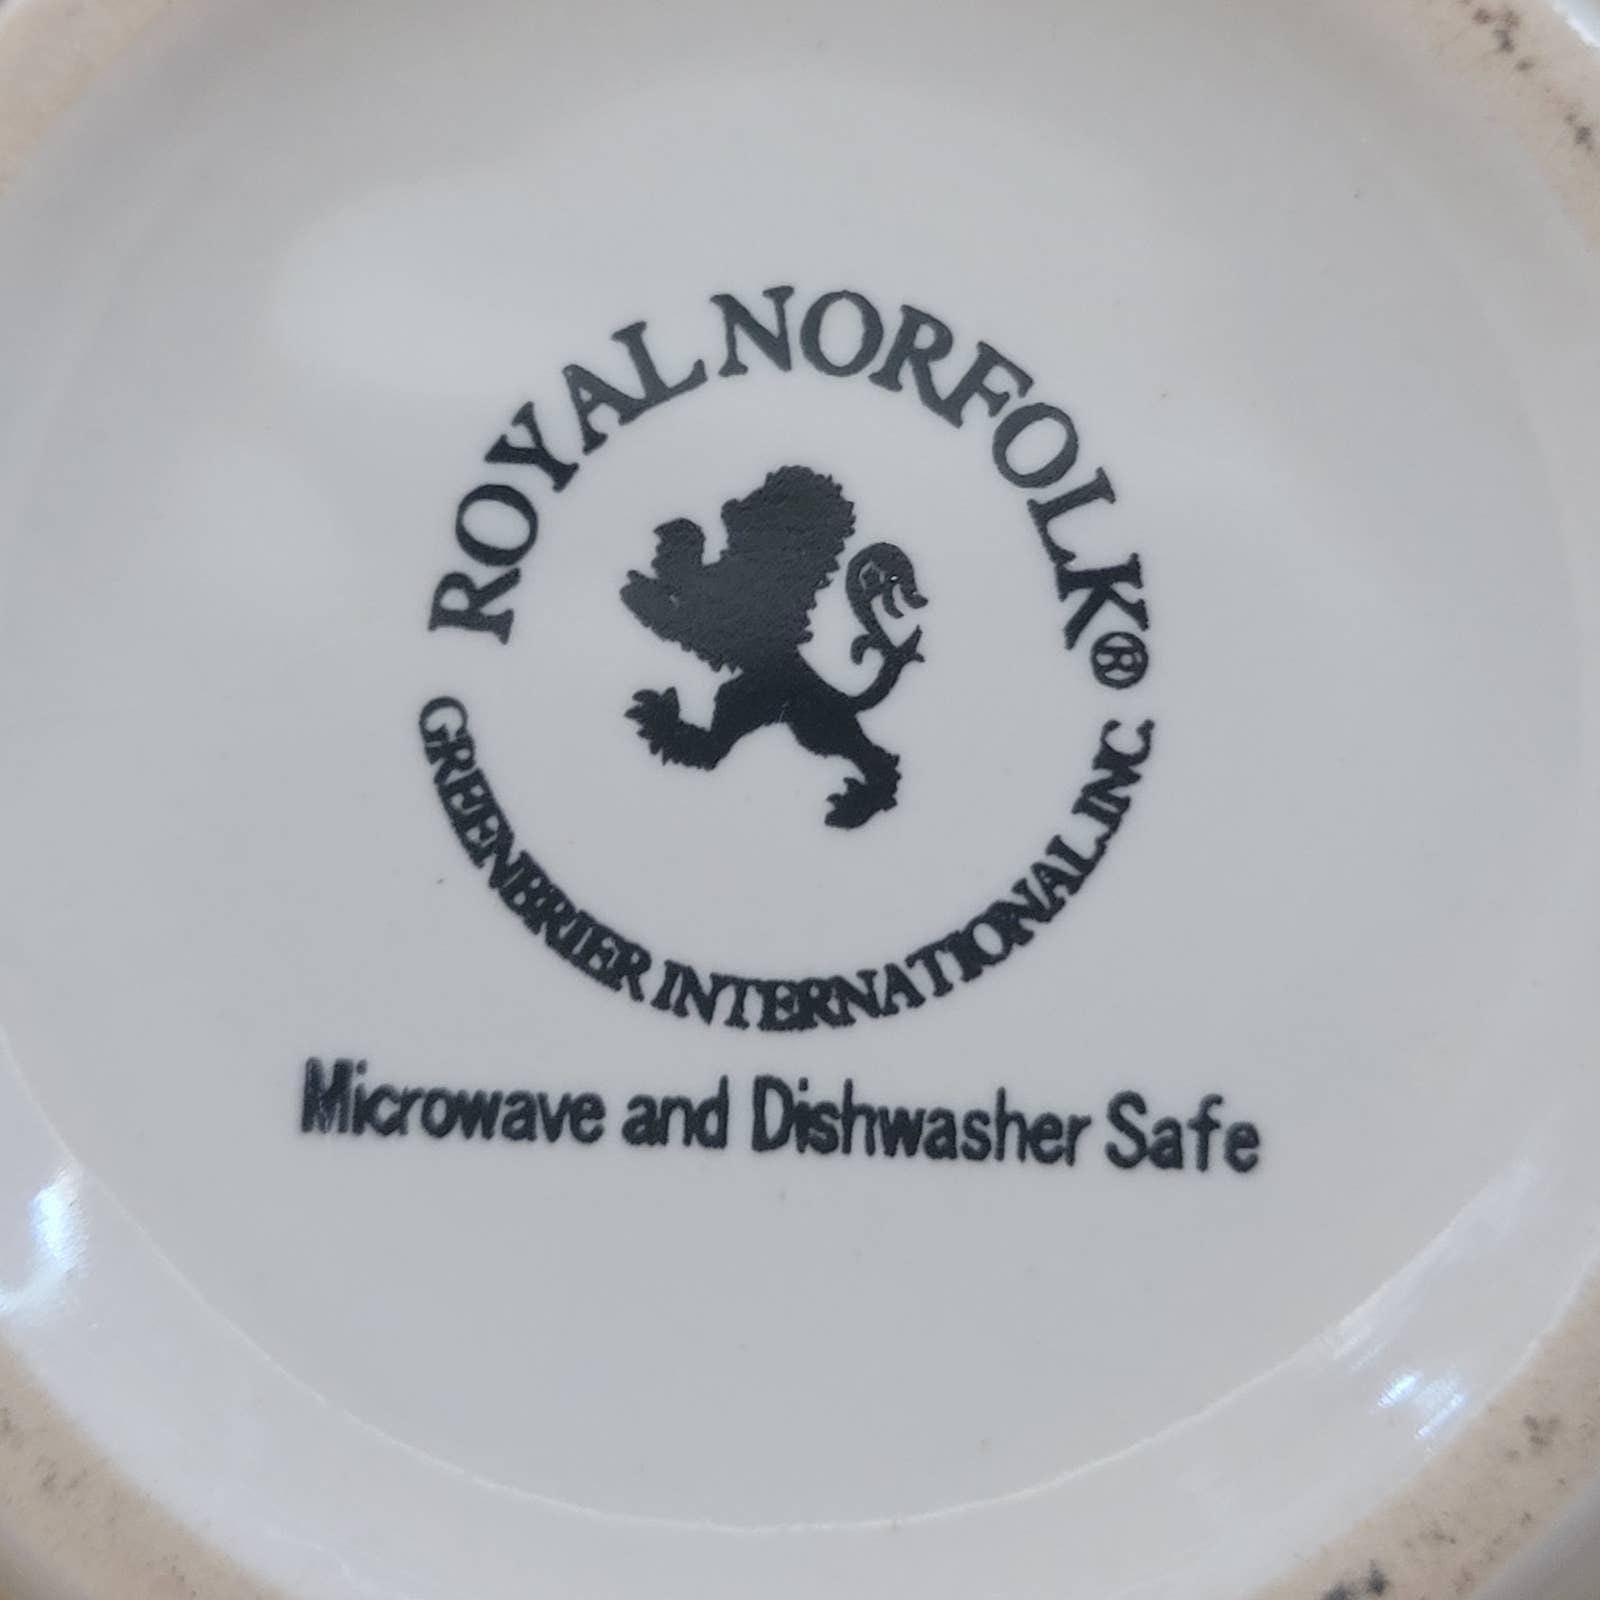 ROYAL NORFOLK®
GREENBRIER INTERNATIONAL.INC
Microwave and Dishwasher Safe